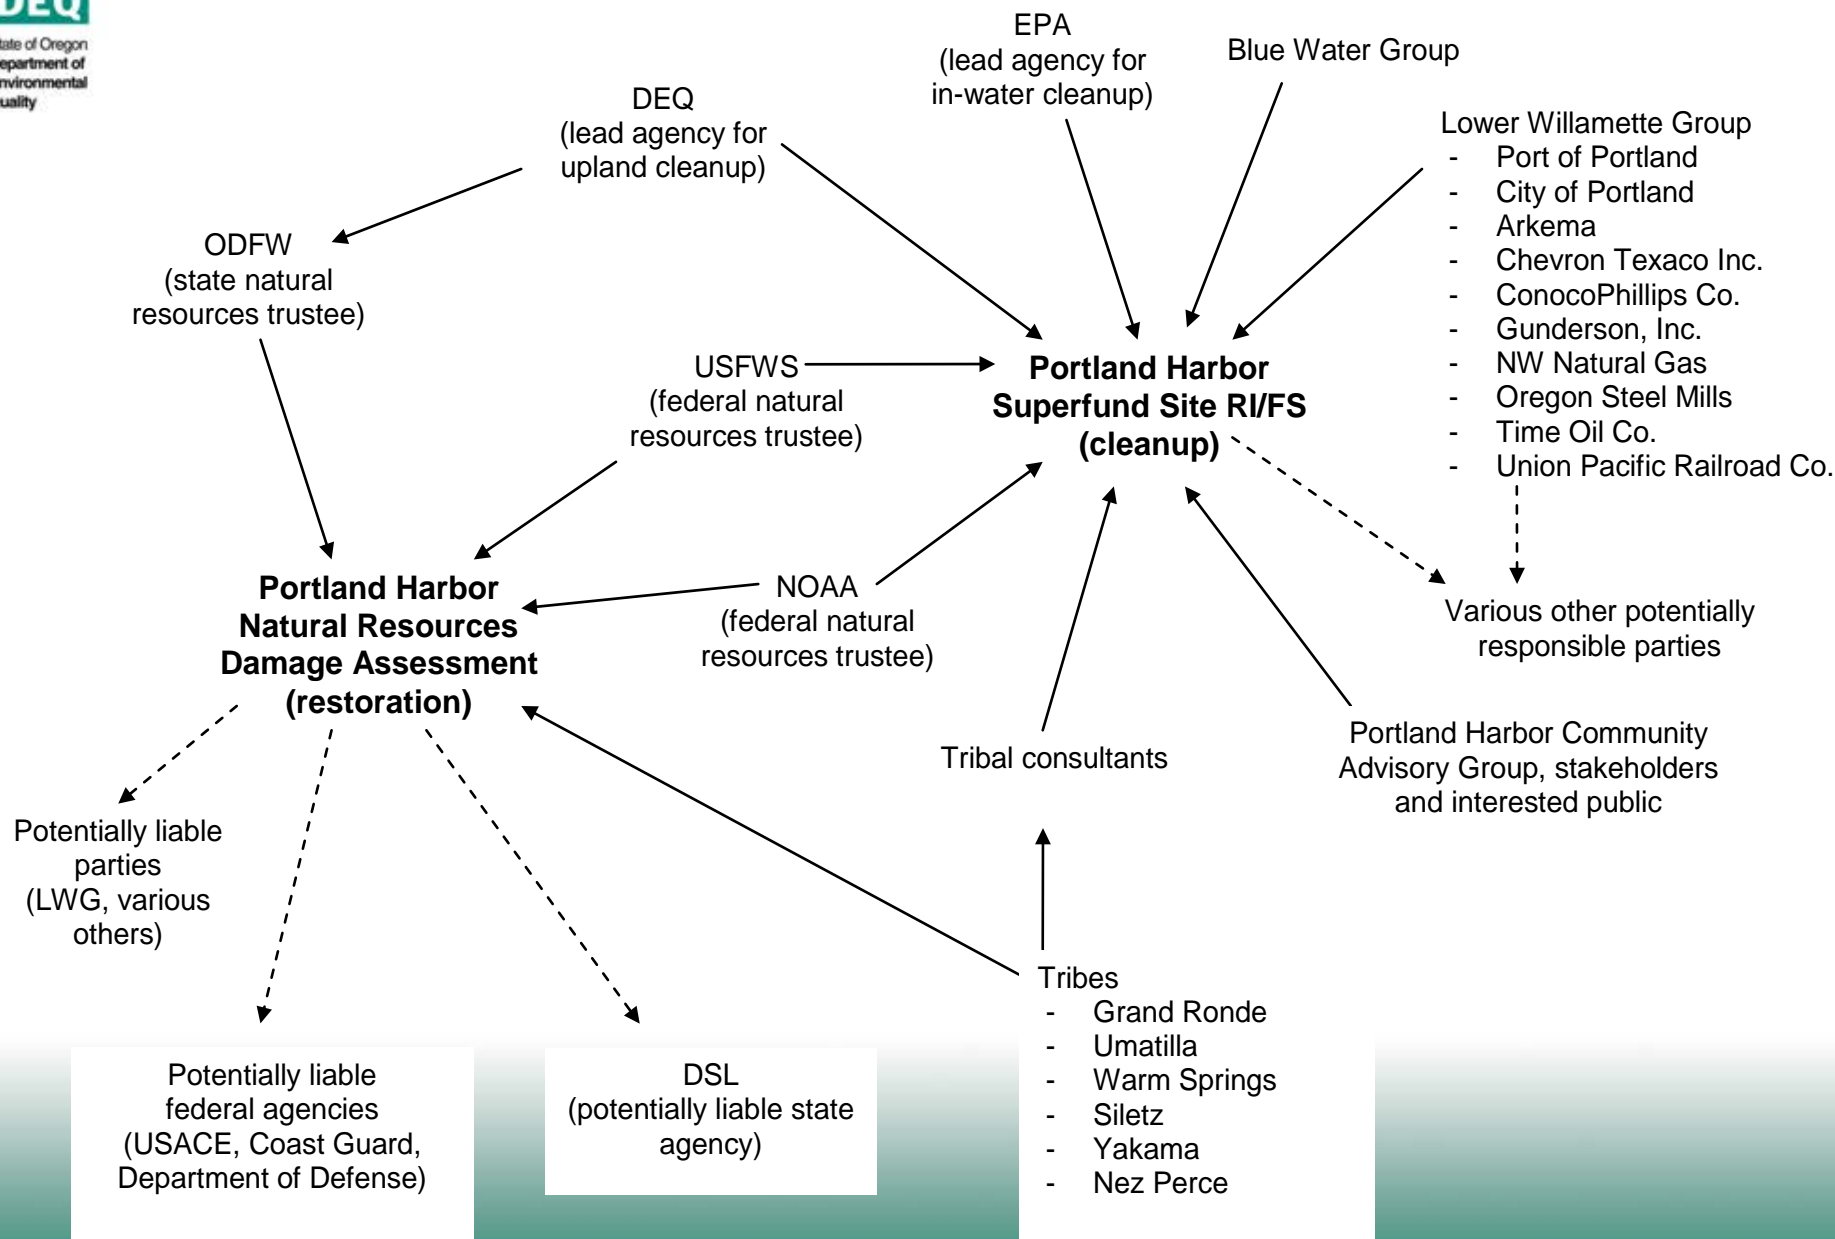 DEQ
State of Oregon
Department of
Environmental
Quality
EPA
(lead agency for
in-water cleanup)
Blue Water Group
DEQ
(lead agency for
upland cleanup)
Lower Willamette Group
- Port of Portland
- City of Portland
- Arkema
- Chevron Texaco Inc.
- ConocoPhillips Co.
- Gunderson, Inc.
- NW Natural Gas
- Oregon Steel Mills
- Time Oil Co.
- Union Pacific Railroad Co.
ODFW
(state natural
resources trustee)
USFWS
(federal natural
resources trustee)
Portland Harbor
Superfund Site RI/FS
(cleanup)
Portland Harbor
Natural Resources
Damage Assessment
(restoration)
NOAA
(federal natural
resources trustee)
Various other potentially
responsible parties
Tribal consultants
Portland Harbor Community
Advisory Group, stakeholders
and interested public
Potentially liable
parties
(LWG, various
others)
Tribes
- Grand Ronde
- Umatilla
- Warm Springs
- Siletz
- Yakama
- Nez Perce
Potentially liable
federal agencies
(USACE, Coast Guard,
Department of Defense)
DSL
(potentially liable state
agency)